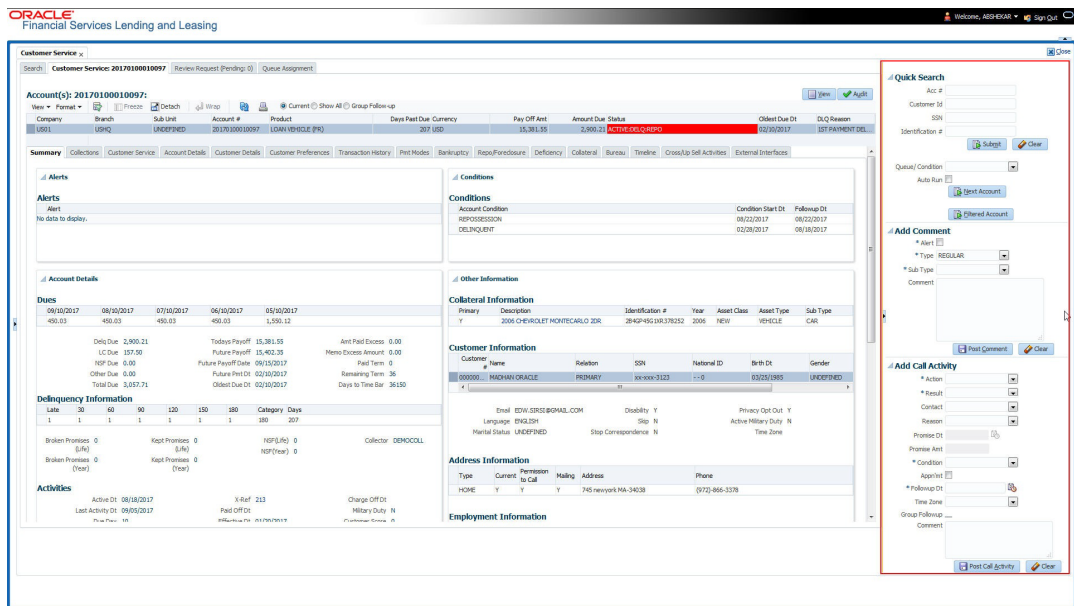 ORACLE
Financial Services Lending and Leasing
Welcome, ABSHEKAR Sign Out
Customer Service
Close
Search Customer Service: 20170100010097 Review Request (Pending: 0) Queue Assignment
Account(s): 20170100010097:
View Audit
View Format Freeze Detach Wrap Current Show All Group Follow-up
Company Branch Sub Unit Account # Product Days Past Due Currency Pay Off Amt Amount Due Status Oldest Due Dt DLQ Reason
US01 USHQ UNDEFINED 20170100010097 LOAN VEHICLE (FR) 207 USD 15,381.55 2,900.21 ACTIVE:DELQ:REPO 02/10/2017 1ST PAYMENT DEL...
Summary Collections Customer Service Account Details Customer Details Customer Preferences Transaction History Pmt Modes Bankruptcy Repo/Foreclosure Deficiency Collateral Bureau Timeline Cross/Up Sell Activities External Interfaces
Alerts
Alerts
Alert
No data to display.
Conditions
Conditions
Account Condition Condition Start Dt Followup Dt
REPOSSESSION 08/22/2017 08/22/2017
DELINQUENT 02/28/2017 08/18/2017
Account Details
Dues
09/10/2017 08/10/2017 07/10/2017 06/10/2017 05/10/2017
450.03 450.03 450.03 450.03 1,550.12
Delq Due 2,900.21 Todays Payoff 15,381.55 Amt Paid Excess 0.00
LC Due 157.50 Future Payoff 15,402.35 Memo Excess Amount 0.00
NSF Due 0.00 Future Payoff Date 09/15/2017 Paid Term 0
Other Due 0.00 Future Pmt Dt 02/10/2017 Remaining Term 36
Total Due 3,057.71 Oldest Due Dt 02/10/2017 Days to Time Bar 36150
Delinquency Information
Late 30 60 90 120 150 180 Category Days
1 1 1 1 1 1 1 180 207
Broken Promises (Life) 0 Kept Promises (Life) 0 NSF(Life) 0 Collector DEMOCOLL
Broken Promises (Year) 0 Kept Promises (Year) 0 NSF(Year) 0
Activities
Active Dt 08/18/2017 X-Ref 213 Charge Off Dt
Last Activity Dt 09/05/2017 Paid Off Dt Military Duty N
Due Day 10 Effective Dt 01/20/2017 Customer Score 0
Other Information
Collateral Information
Primary Description Identification # Year Asset Class Asset Type Sub Type
Y 2006 CHEVROLET MONTECARLO 2DR 2B4GP45G1XR378252 2006 NEW VEHICLE CAR
Customer Information
Customer # Name Relation SSN National ID Birth Dt Gender
000000... MADHAN ORACLE PRIMARY xx-xxx-3123 - - 0 03/25/1985 UNDEFINED
Email EDW.SIRSI@GMAIL.COM Disability Y Privacy Opt Out Y
Language ENGLISH Skip N Active Military Duty N
Marital Status UNDEFINED Stop Correspondence N Time Zone
Address Information
Type Current Permission to Call Mailing Address Phone
HOME Y Y Y 745 newyork MA-34038 (972)-866-3378
Employment Information
Quick Search
Acc #
Customer Id
SSN
Identification #
Submit Clear
Queue/ Condition
Auto Run
Next Account
Filtered Account
Add Comment
* Alert
* Type REGULAR
* Sub Type
Comment
Post Comment Clear
Add Call Activity
* Action
* Result
Contact
Reason
Promise Dt
Promise Amt
* Condition
Appn'mt
* Followup Dt
Time Zone
Group Followup
Comment
Post Call Activity Clear